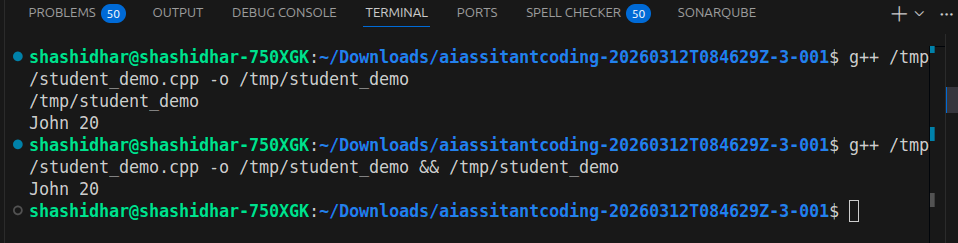 PROBLEMS 50 OUTPUT DEBUG CONSOLE TERMINAL PORTS SPELL CHECKER 50 SONARQUBE
shashidhar@shashidhar-750XGK:~/Downloads/aiassitantcoding-20260312T084629Z-3-001$ g++ /tmp
/student_demo.cpp -o /tmp/student_demo
/tmp/student_demo
John 20
shashidhar@shashidhar-750XGK:~/Downloads/aiassitantcoding-20260312T084629Z-3-001$ g++ /tmp
/student_demo.cpp -o /tmp/student_demo && /tmp/student_demo
John 20
shashidhar@shashidhar-750XGK:~/Downloads/aiassitantcoding-20260312T084629Z-3-001$